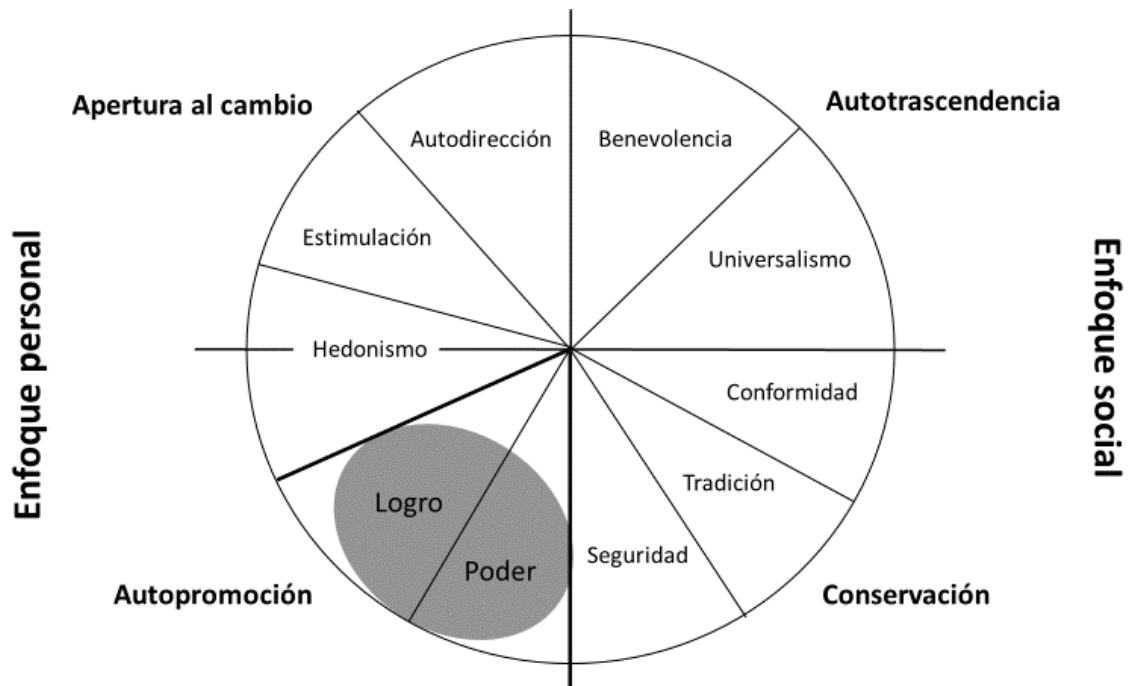 Apertura al cambio
Autotrascendencia
Autodirección
Benevolencia
Estimulación
Universalismo
Enfoque personal
Enfoque social
Hedonismo
Conformidad
Tradición
Logro
Seguridad
Poder
Autopromoción
Conservación